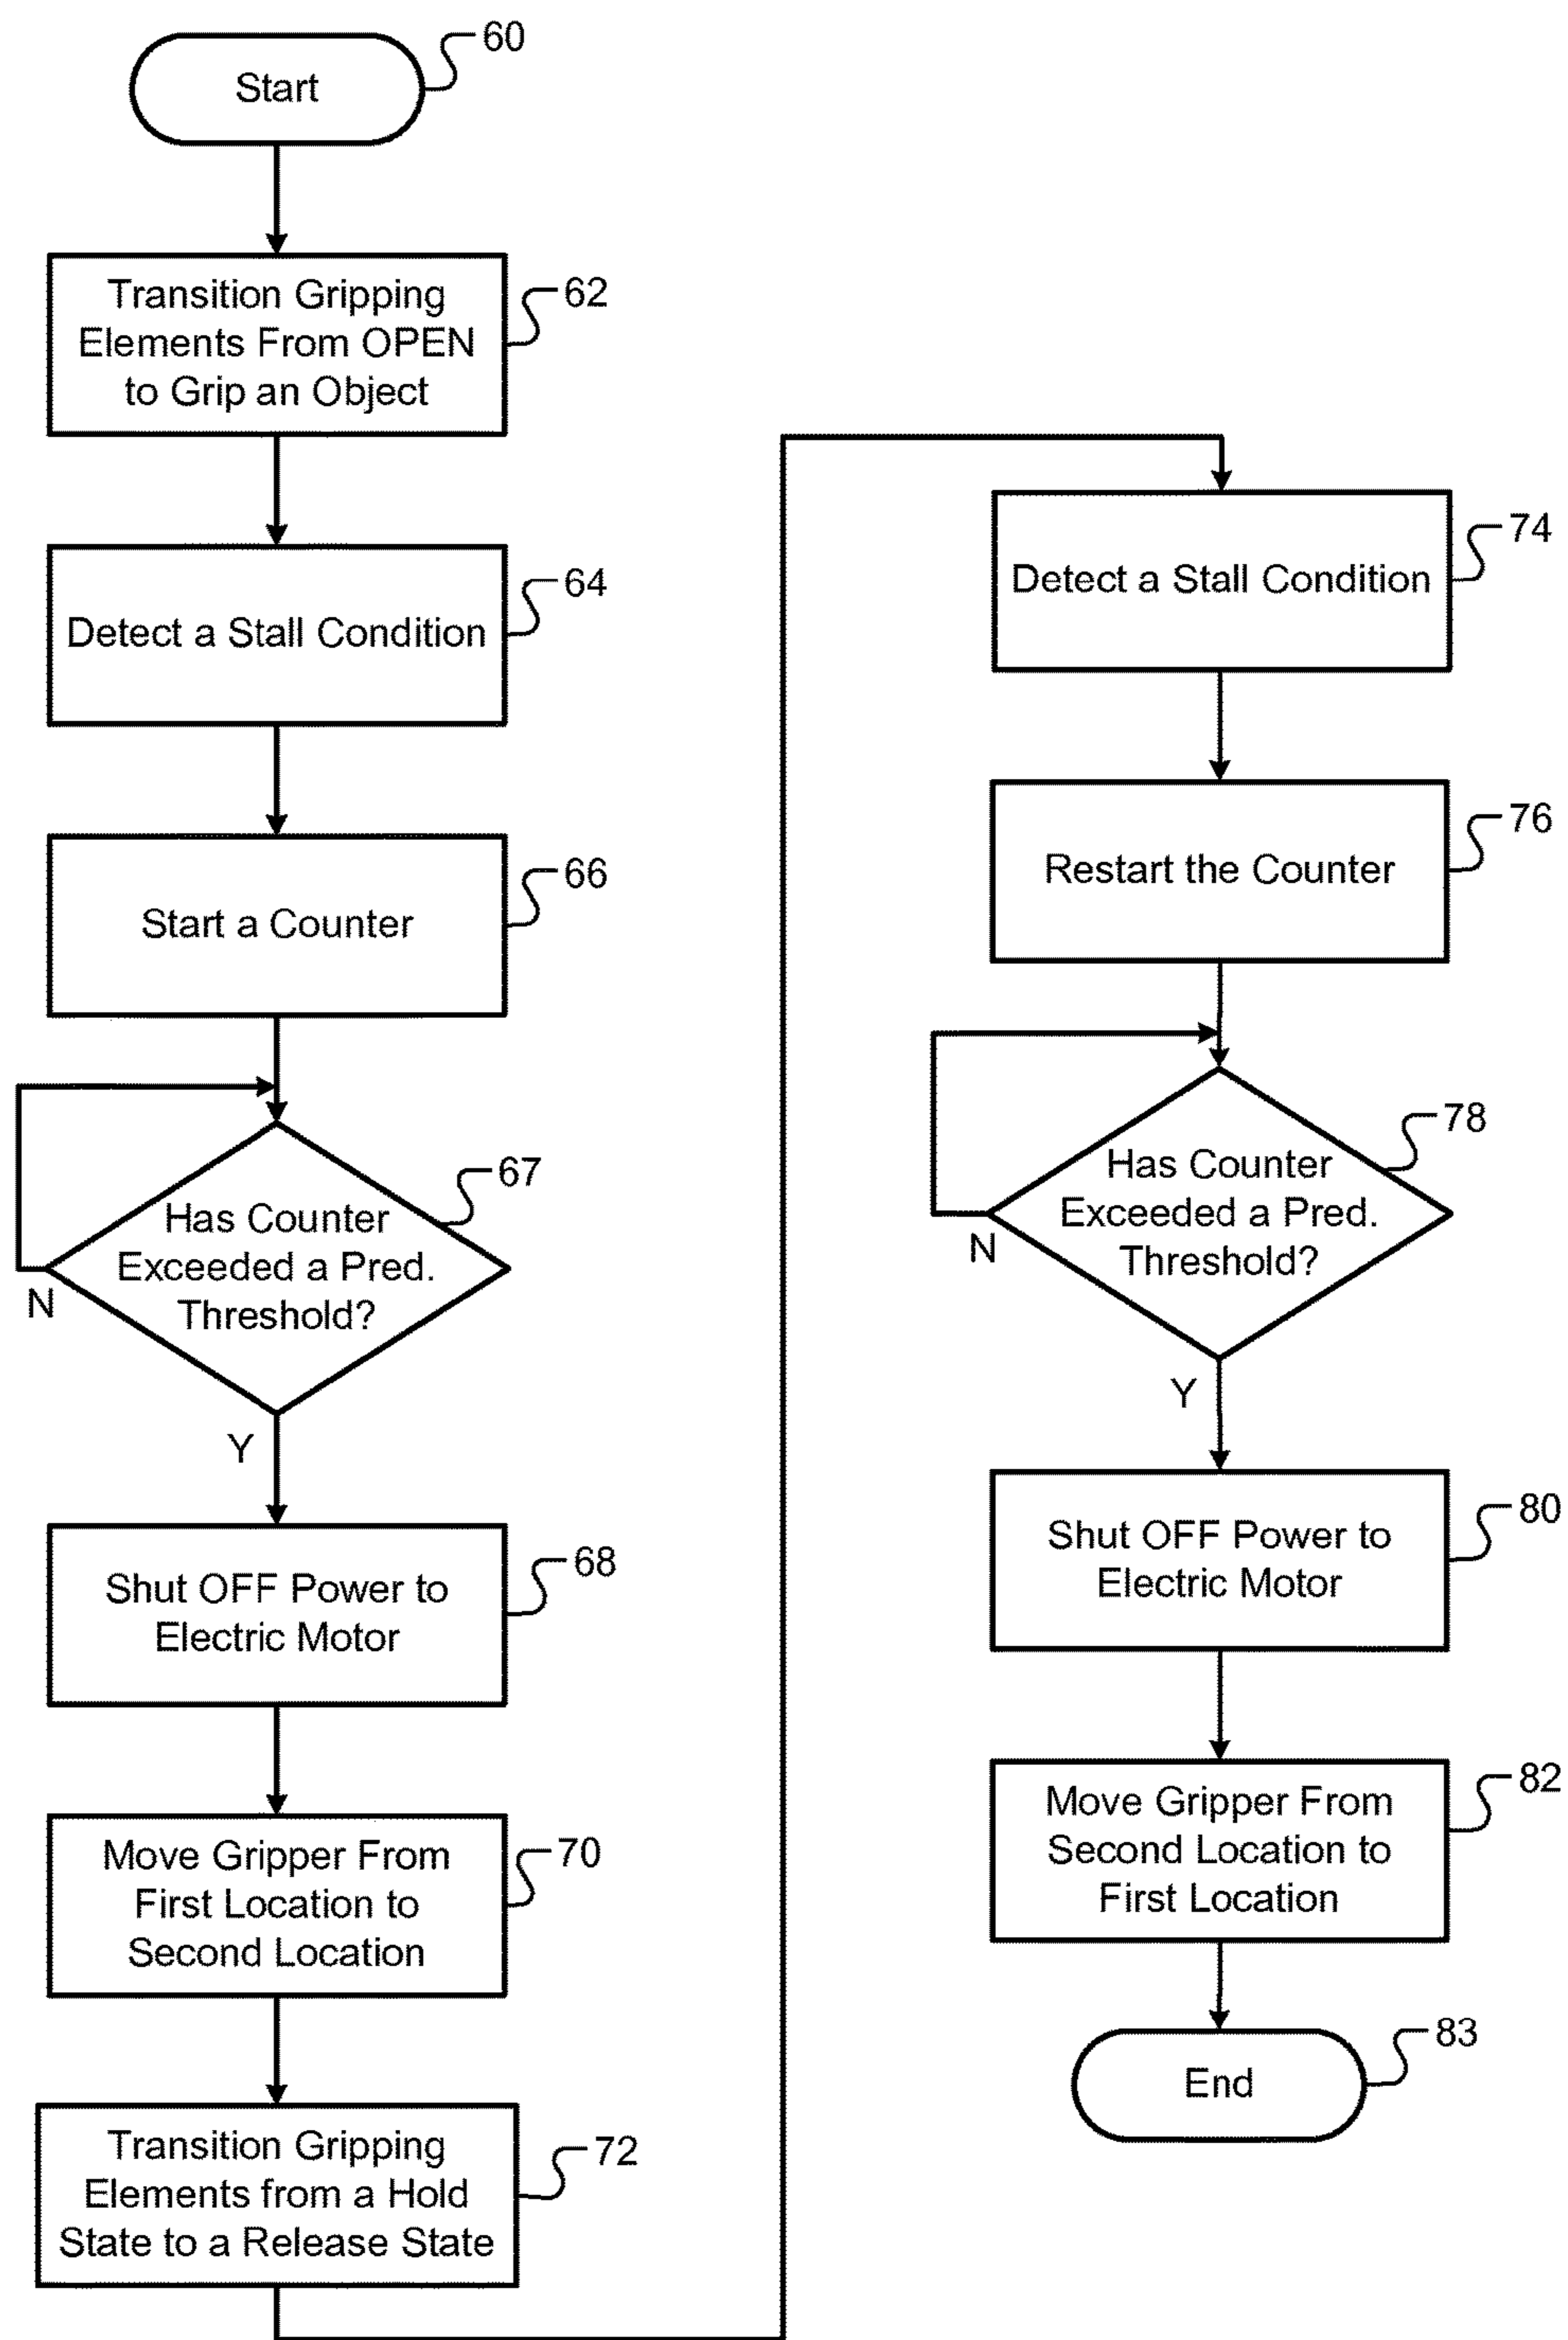 Start
60
Transition Gripping
Elements From OPEN
to Grip an Object
62
Detect a Stall Condition
64
Start a Counter
66
Has Counter
Exceeded a Pred.
Threshold?
67
N
Y
Shut OFF Power to
Electric Motor
68
Move Gripper From
First Location to
Second Location
70
Transition Gripping
Elements from a Hold
State to a Release State
72
Detect a Stall Condition
74
Restart the Counter
76
Has Counter
Exceeded a Pred.
Threshold?
78
N
Y
Shut OFF Power to
Electric Motor
80
Move Gripper From
Second Location to
First Location
82
End
83